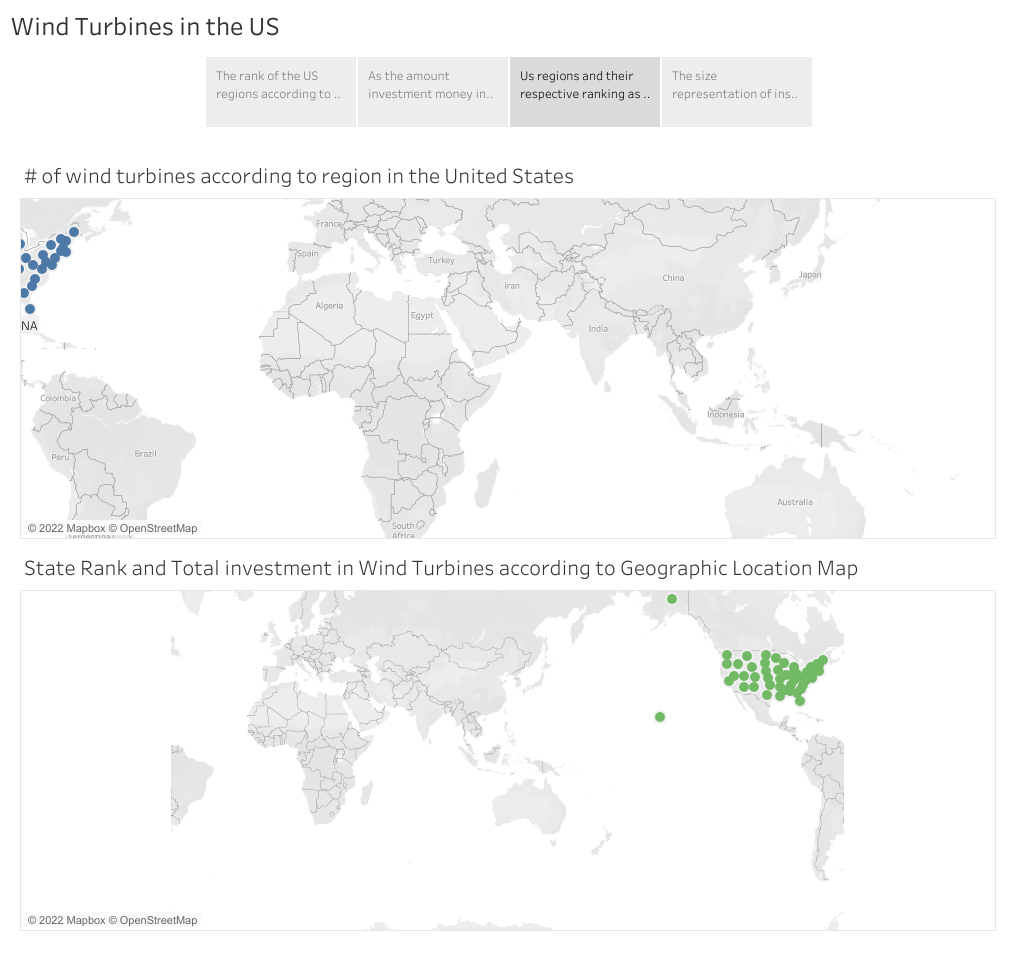 Wind Turbines in the US
The rank of the US
regions according to ..
As the amount
investment money in..
Us regions and their
respective ranking as ..
The size
representation of ins..
# of wind turbines according to region in the United States
France
Spain
Turkey
Japan
China
Iran
Algeria
Egypt
NA
India
Colombia
Indonesia
Brazil
Peru
Australia
South
Africa
© 2022 Mapbox © OpenStreetMap
Argentina
State Rank and Total investment in Wind Turbines according to Geographic Location Map
© 2022 Mapbox © OpenStreetMap